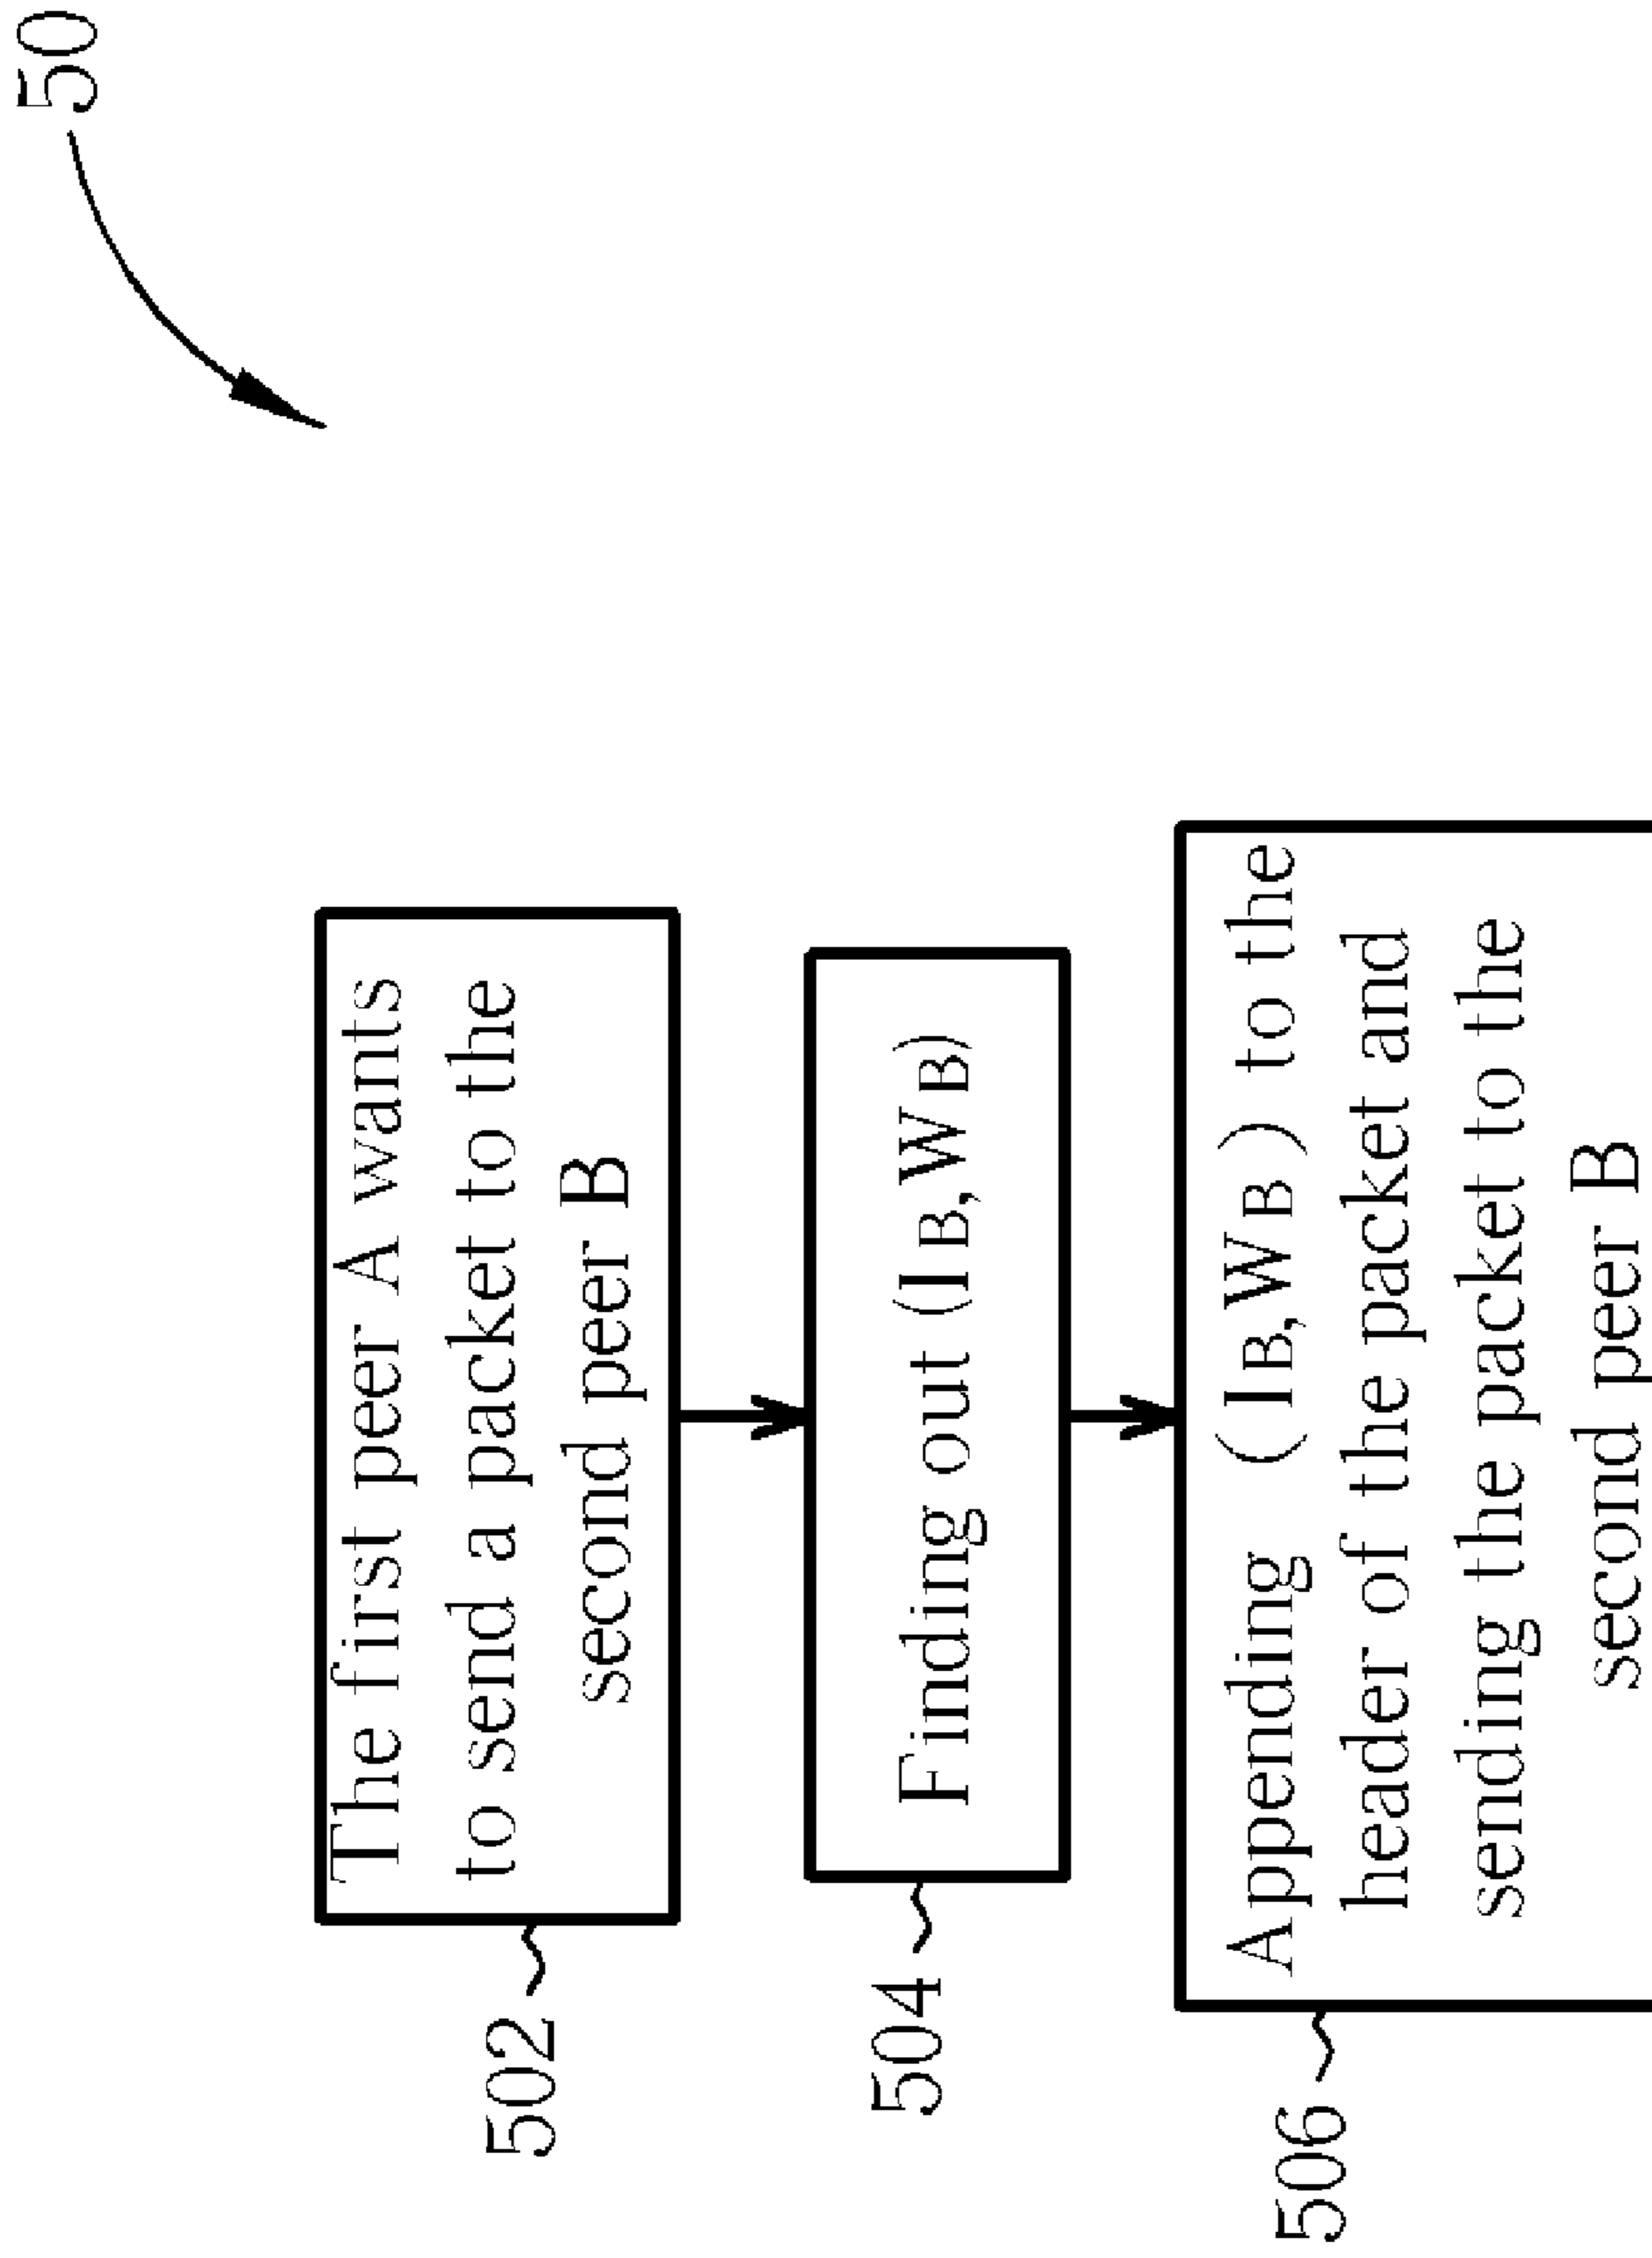 50
502
The first peer A wants
to send a packet to the
second peer B
504
Finding out (IB,WB)
506
Appending (IB,WB) to the
header of the packet and
sending the packet to the
second peer B